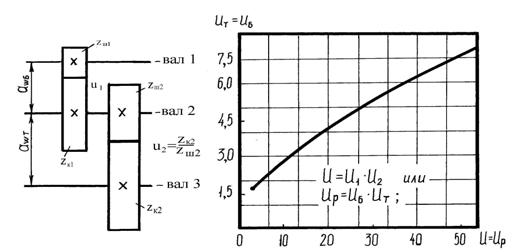 zш1
вал 1
aωБ
u1
zш2
вал 2
zк1
u2=zк2/zш2
aωТ
вал 3
zк2
Uт=Uб
7,5
6,0
4,5
3,0
1,5
U=U1·U2 или
Uр=Uб·Uт;
0 10 20 30 40 50 U=Uр